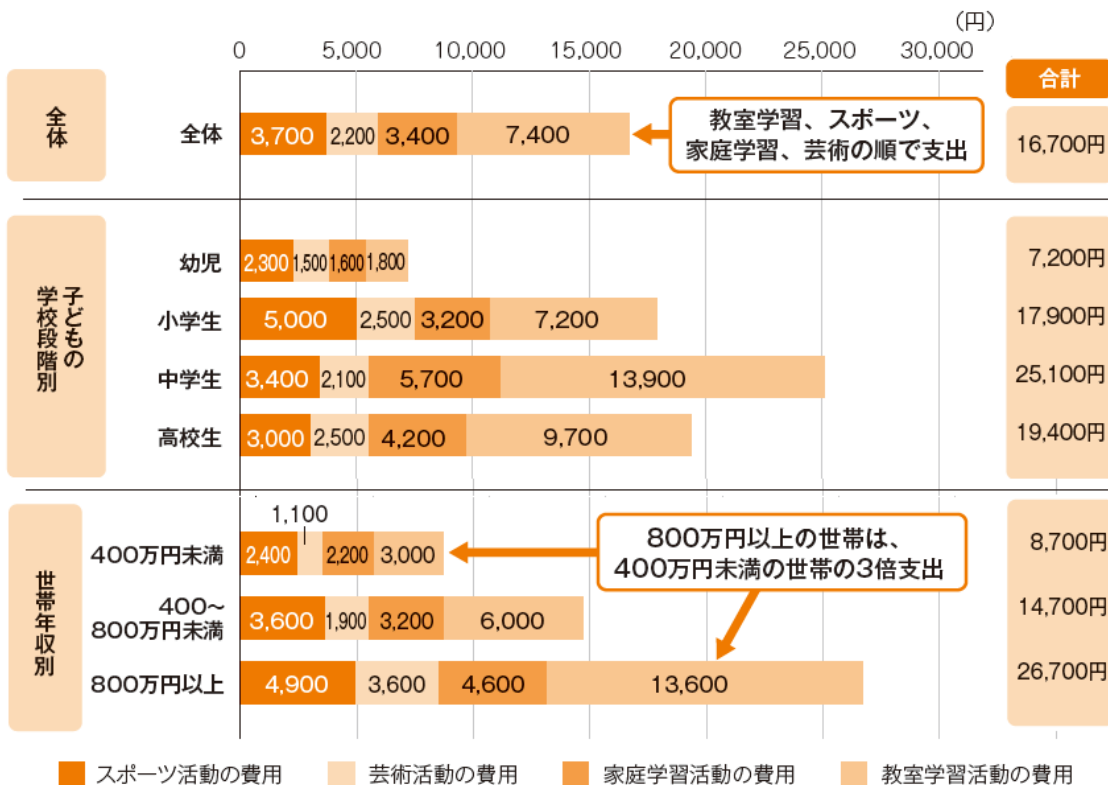 （円）
0 5,000 10,000 15,000 20,000 25,000 30,000
合計
全体
全体 3,700 2,200 3,400 7,400
教室学習、スポーツ、
家庭学習、芸術の順で支出
16,700円
子どもの
学校段階別
幼児 2,300 1,500 1,600 1,800 7,200円
小学生 5,000 2,500 3,200 7,200 17,900円
中学生 3,400 2,100 5,700 13,900 25,100円
高校生 3,000 2,500 4,200 9,700 19,400円
世帯年収別
1,100
400万円未満 2,400 2,200 3,000 8,700円
800万円以上の世帯は、
400万円未満の世帯の3倍支出
400〜
800万円未満 3,600 1,900 3,200 6,000 14,700円
800万円以上 4,900 3,600 4,600 13,600 26,700円
スポーツ活動の費用 芸術活動の費用 家庭学習活動の費用 教室学習活動の費用